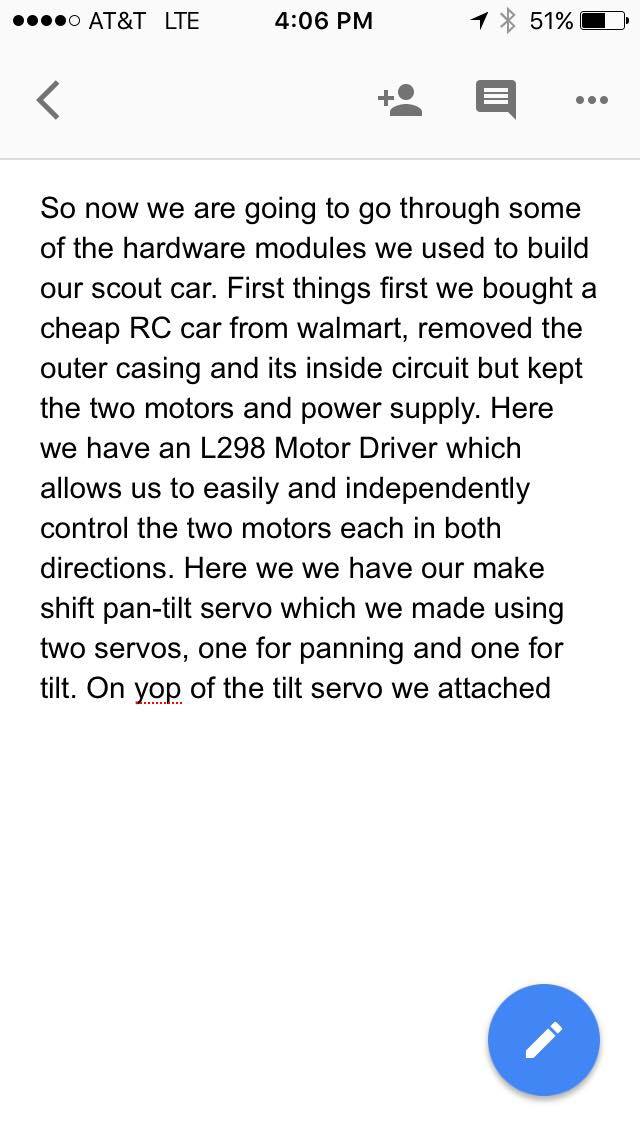 AT&T LTE 4:06 PM 51%
So now we are going to go through some
of the hardware modules we used to build
our scout car. First things first we bought a
cheap RC car from walmart, removed the
outer casing and its inside circuit but kept
the two motors and power supply. Here
we have an L298 Motor Driver which
allows us to easily and independently
control the two motors each in both
directions. Here we we have our make
shift pan-tilt servo which we made using
two servos, one for panning and one for
tilt. On yop of the tilt servo we attached